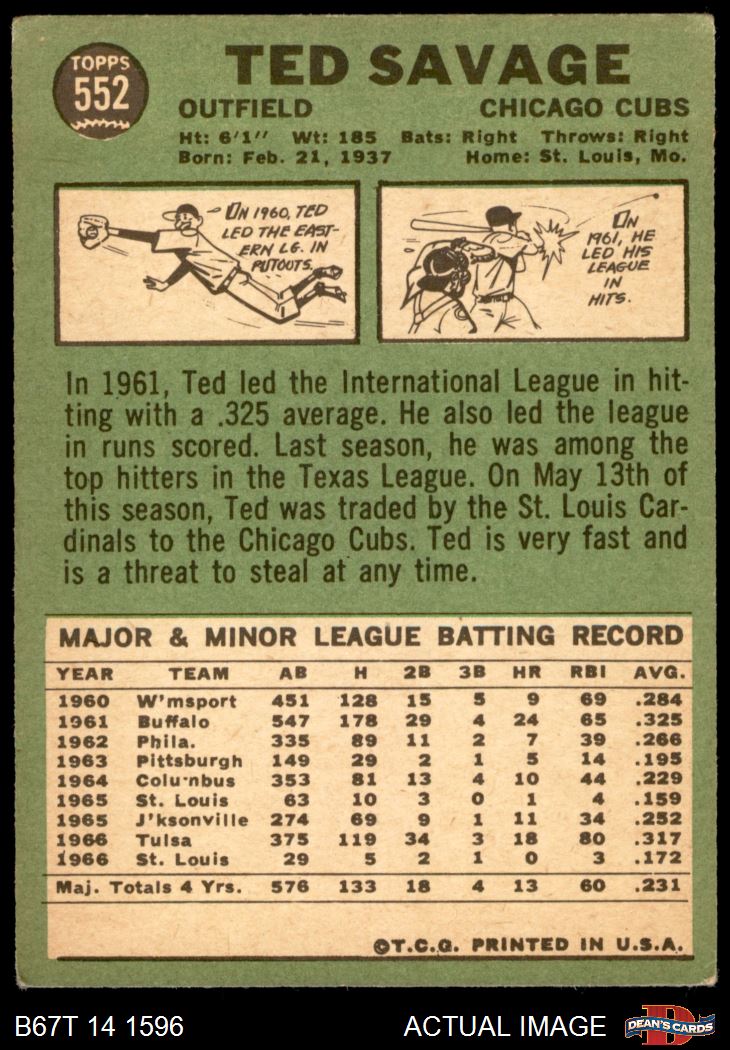 TOPPS
552
TED SAVAGE
OUTFIELD CHICAGO CUBS
Ht: 6'1" Wt: 185 Bats: Right Throws: Right
Born: Feb. 21, 1937 Home: St. Louis, Mo.
ON 1960, TED
LED THE EAST-
ERN LG. IN
PUTOUTS.
ON
1961, HE
LED HIS
LEAGUE
IN
HITS.
In 1961, Ted led the International League in hit-
ting with a .325 average. He also led the league
in runs scored. Last season, he was among the
top hitters in the Texas League. On May 13th of
this season, Ted was traded by the St. Louis Car-
dinals to the Chicago Cubs. Ted is very fast and
is a threat to steal at any time.
MAJOR & MINOR LEAGUE BATTING RECORD
YEAR TEAM AB H 2B 3B HR RBI AVG.
1960 W'msport 451 128 15 5 9 69 .284
1961 Buffalo 547 178 29 4 24 65 .325
1962 Phila. 335 89 11 2 7 39 .266
1963 Pittsburgh 149 29 2 1 5 14 .195
1964 Columbus 353 81 13 4 10 44 .229
1965 St. Louis 63 10 3 0 1 4 .159
1965 J'ksonville 274 69 9 1 11 34 .252
1966 Tulsa 375 119 34 3 18 80 .317
1966 St. Louis 29 5 2 1 0 3 .172
Maj. Totals 4 Yrs. 576 133 18 4 13 60 .231
©T.C.G. PRINTED IN U.S.A.
B67T 14 1596 ACTUAL IMAGE
D
DEAN'S CARDS